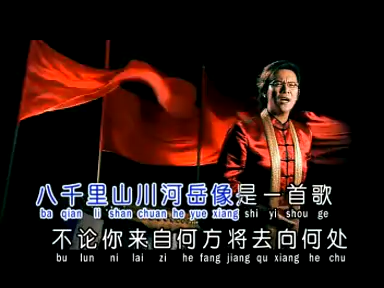 八千里山川河岳像是一首歌
ba qian li shan chuan he yue xiang shi yi shou ge
不论你来自何方将去向何处
bu lun ni lai zi he fang jiang qu xiang he chu